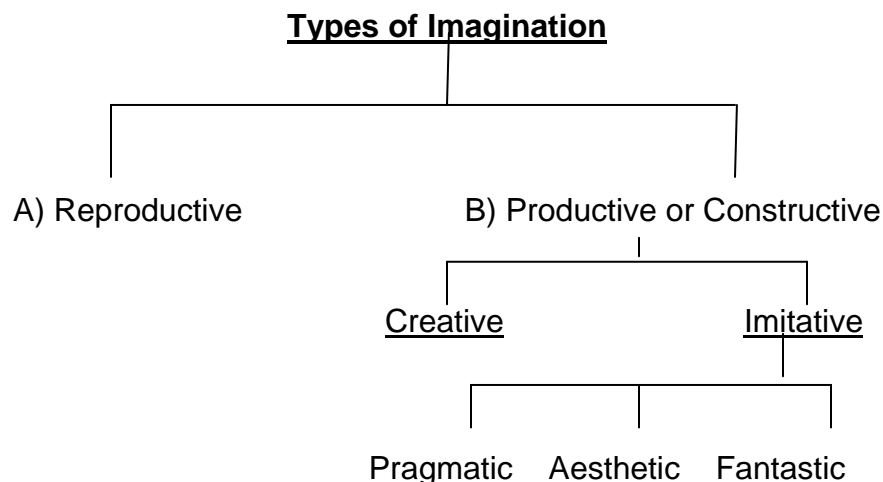 Types of Imagination
A) Reproductive
B) Productive or Constructive
Creative
Imitative
Pragmatic
Aesthetic
Fantastic